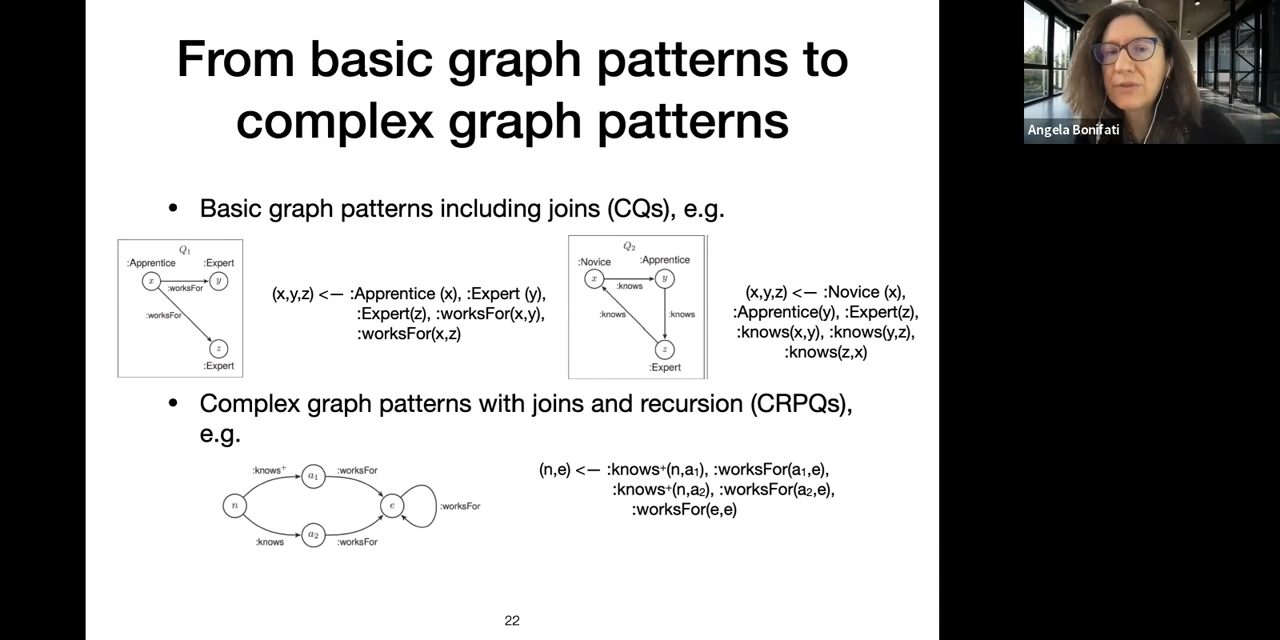 From basic graph patterns to
complex graph patterns
Angela Bonifati
• Basic graph patterns including joins (CQs), e.g.
Q1
:Apprentice :Expert
x y
:worksFor
:worksFor
z
:Expert
(x,y,z) <— :Apprentice (x), :Expert (y),
:Expert(z), :worksFor(x,y),
:worksFor(x,z)
Q2
:Novice :Apprentice
x y
:knows
:knows :knows
z
:Expert
(x,y,z) <— :Novice (x),
:Apprentice(y), :Expert(z),
:knows(x,y), :knows(y,z),
:knows(z,x)
• Complex graph patterns with joins and recursion (CRPQs),
e.g.
:knows+ a1 :worksFor
n e :worksFor
:knows a2 :worksFor
(n,e) <— :knows+(n,a1), :worksFor(a1,e),
:knows+(n,a2), :worksFor(a2,e),
:worksFor(e,e)
22